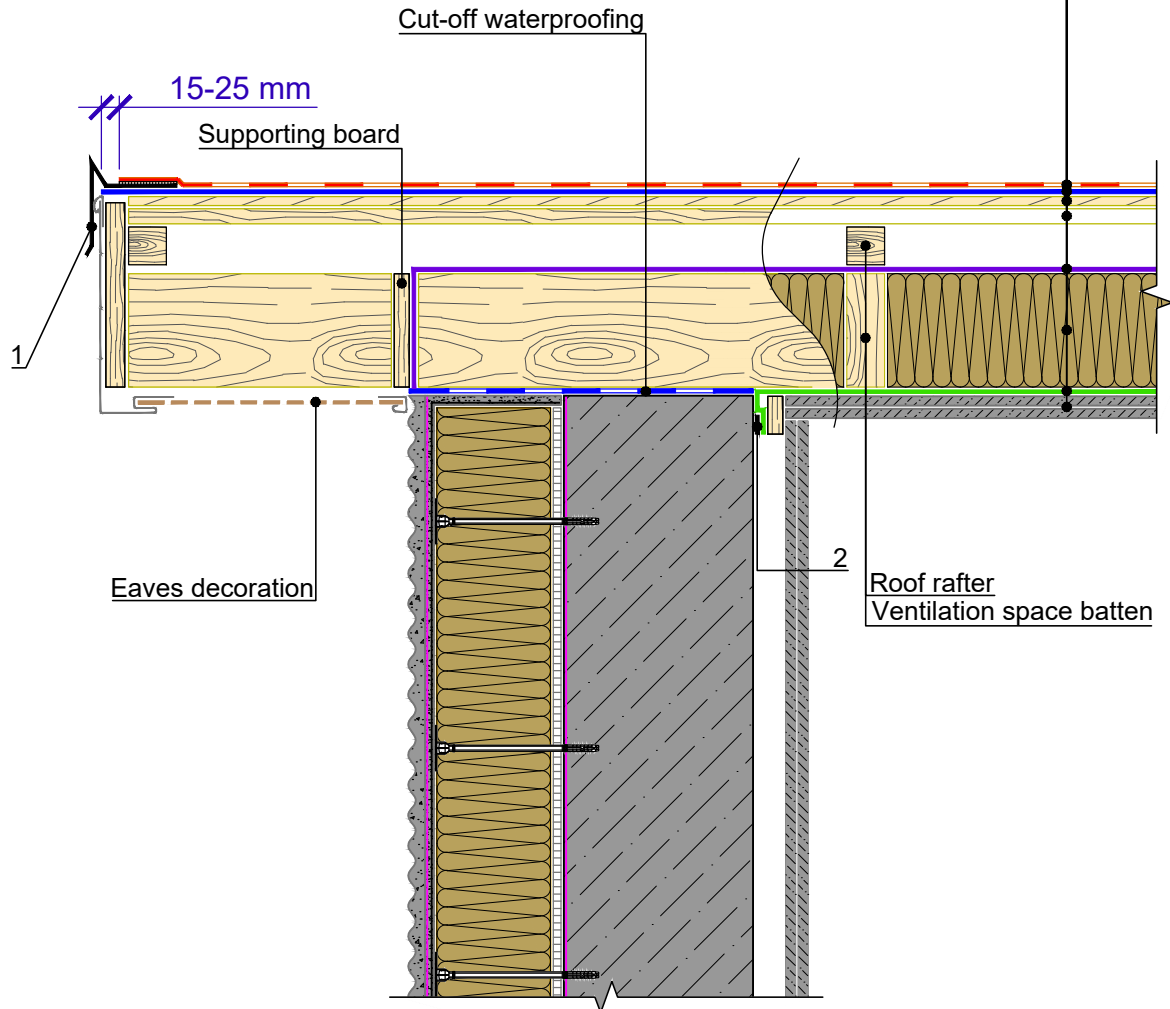 Cut-off waterproofing
15-25 mm
Supporting board
1
2
Eaves decoration
Roof rafter
Ventilation space batten